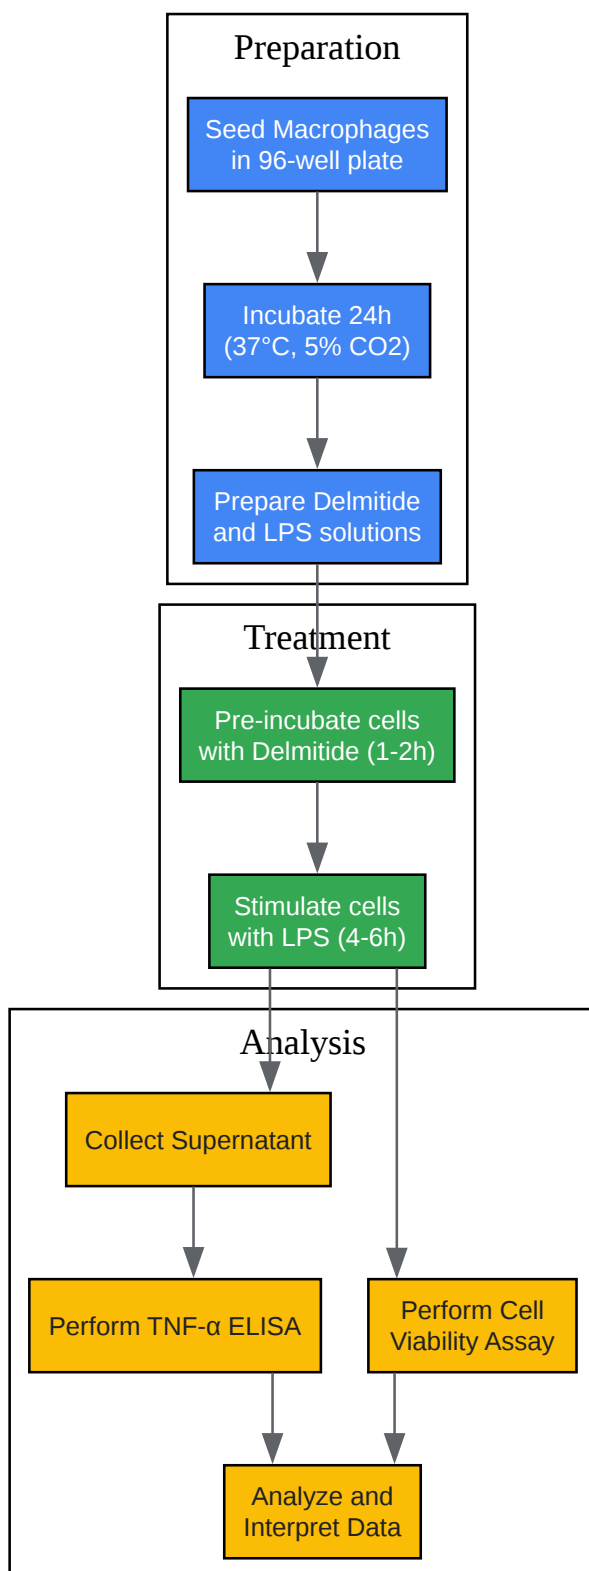 Preparation
Seed Macrophages
in 96-well plate
Incubate 24h
(37°C, 5% CO2)
Prepare Delmitide
and LPS solutions
Treatment
Pre-incubate cells
with Delmitide (1-2h)
Stimulate cells
with LPS (4-6h)
Analysis
Collect Supernatant
Perform TNF-α ELISA
Perform Cell
Viability Assay
Analyze and
Interpret Data